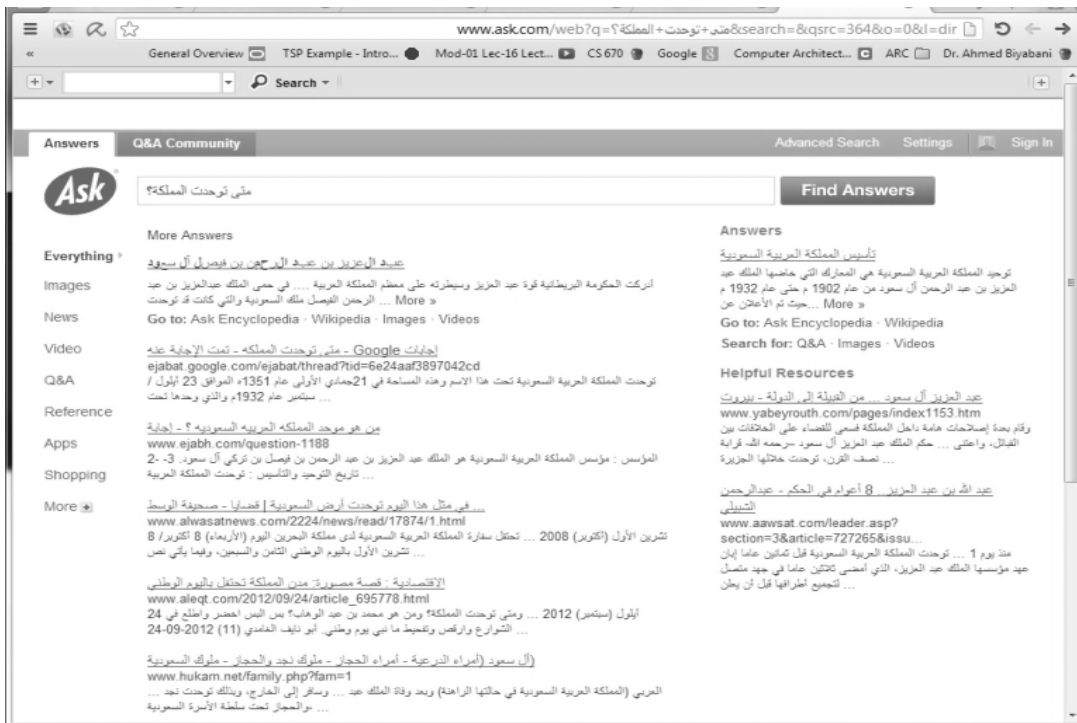 www.ask.com/web?q=متى+توحدت+المملكة؟&search=&qsrc=364&o=0&l=dir
« General Overview TSP Example - Intro... Mod-01 Lec-16 Lect... CS 670 Google Computer Architect... ARC Dr. Ahmed Biyabani
Search
Answers Q&A Community Advanced Search Settings Sign In
Ask متى توحدت المملكة؟ Find Answers
Everything
Images
News
Video
Q&A
Reference
Apps
Shopping
More
More Answers
عبد العزيز بن عبد الرحمن بن فيصل آل سعود
أدركت الحكومة البريطانية قوة عبد العزيز وسيطرته على معظم المملكة العربية .... في حمى الملك عبدالعزيز بن عبد
الرحمن الفيصل ملك السعودية والتي كانت قد توحدت ... More »
Go to: Ask Encyclopedia · Wikipedia · Images · Videos
إجابات Google - متى توحدت المملكه - تمت الإجابة عنه
ejabat.google.com/ejabat/thread?tid=6e24aaf3897042cd
توحدت المملكة العربية السعودية تحت هذا الاسم وهذه المساحة في 21جمادي الأولى عام 1351ه الموافق 23 أيلول /
سبتمبر عام 1932م والذي وحدها تحت ...
من هو موحد المملكه العربيه السعوديه ؟ - إجابة
www.ejabh.com/question-1188
المؤسس : مؤسس المملكة العربية السعودية هو الملك عبد العزيز بن عبد الرحمن بن فيصل بن تركي آل سعود. 3- 2-
تاريخ التوحيد والتأسيس : توحدت المملكة العربية ...
في مثل هذا اليوم توحدت أرض السعودية | قضايا - صحيفة الوسط ...
www.alwasatnews.com/2224/news/read/17874/1.html
8 تشرين الأول (أكتوبر) 2008 ... تحتفل سفارة المملكة العربية السعودية لدى مملكة البحرين اليوم (الأربعاء) 8 أكتوبر/
تشرين الأول باليوم الوطني الثامن والسبعين، وفيما يأتي نص ...
الاقتصادية : قصة مصورة: مدن المملكة تحتفل باليوم الوطني
www.aleqt.com/2012/09/24/article_695778.html
24 أيلول (سبتمبر) 2012 ... ومتى توحدت المملكة؟ ومن هو محمد بن عبد الوهاب؟ بس البس اخضر واطلع في
الشوارع وارقص وتفحيط ما نبي يوم وطني. أبو نايف الغامدي (11) 2012-09-24 ...
آل سعود (أمراء الدرعية - أمراء الحجاز - ملوك نجد والحجاز - ملوك السعودية)
www.hukam.net/family.php?fam=1
... العربي (المملكة العربية السعودية في حالتها الراهنة) وبعد وفاة الملك عبد ... وسافر إلى الخارج، وبذلك توحدت نجد
والحجاز تحت سلطة الأسرة السعودية، ...
Answers
تأسيس المملكة العربية السعودية
توحيد المملكة العربية السعودية هي المعارك التي خاضها الملك عبد
العزيز بن عبد الرحمن آل سعود من عام 1902 م حتى عام 1932 م
حيث تم الأعلان عن... More »
Go to: Ask Encyclopedia · Wikipedia
Search for: Q&A · Images · Videos
Helpful Resources
عبد العزيز آل سعود ... من القبيلة إلى الدولة - بيروت
www.yabeyrouth.com/pages/index1153.htm
وقام بعدة إصلاحات هامة داخل المملكة فسعى للقضاء على الخلافات بين
القبائل، واعتنى ... حكم الملك عبد العزيز آل سعود –رحمه الله قرابة
نصف القرن، توحدت خلالها الجزيرة ...
عبد الله بن عبد العزيز.. 8 أعوام في الحكم - عبدالرحمن
الشبيلي
www.aawsat.com/leader.asp?
section=3&article=727265&issu...
منذ يوم 1 ... توحدت المملكة العربية السعودية قبل ثمانين عاما إبان
عهد مؤسسها الملك عبد العزيز، الذي أمضى ثلاثين عاما في جهد متصل
لتجميع أطرافها قبل أن يعلن ...